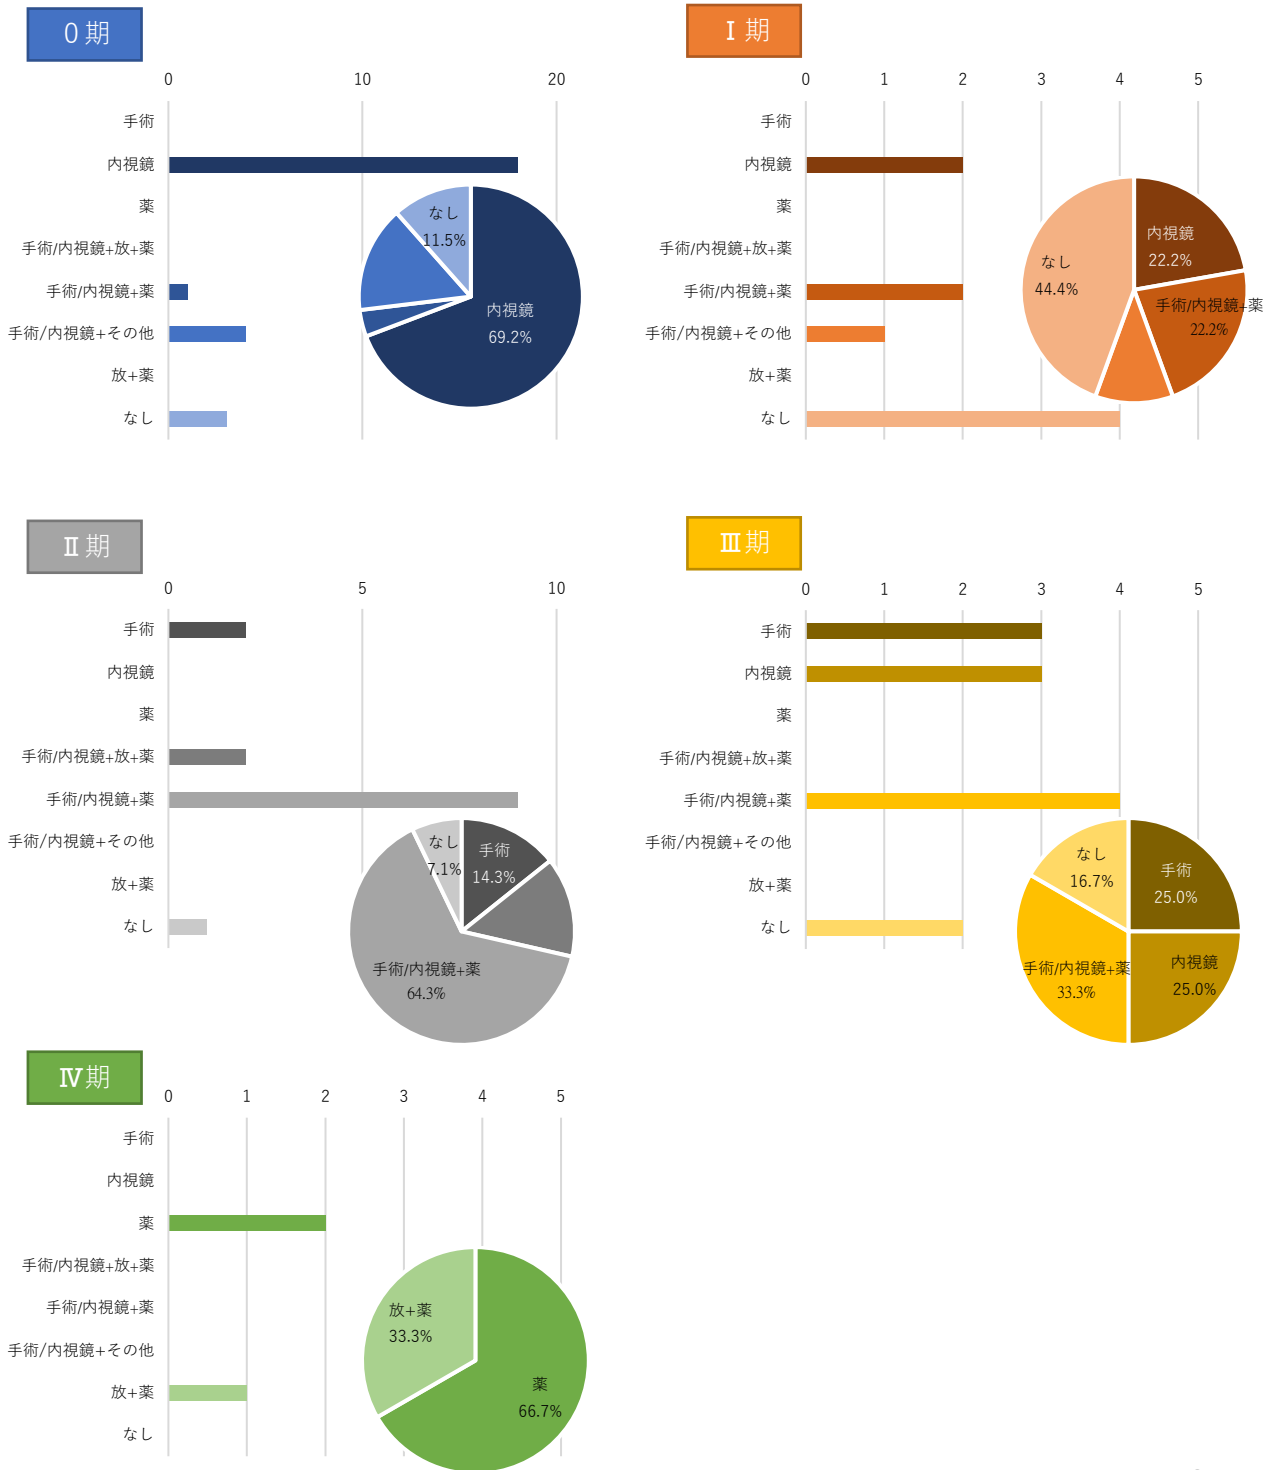 0期
0 10 20
手術
内視鏡
薬
手術/内視鏡+放+薬
手術/内視鏡+薬
手術/内視鏡+その他
放+薬
なし
なし
11.5%
内視鏡
69.2%
Ⅰ期
0 1 2 3 4 5
手術
内視鏡
薬
手術/内視鏡+放+薬
手術/内視鏡+薬
手術/内視鏡+その他
放+薬
なし
内視鏡
22.2%
なし
44.4%
手術/内視鏡+薬
22.2%
Ⅱ期
0 5 10
手術
内視鏡
薬
手術/内視鏡+放+薬
手術/内視鏡+薬
手術/内視鏡+その他
放+薬
なし
なし
7.1%
手術
14.3%
手術/内視鏡+薬
64.3%
Ⅲ期
0 1 2 3 4 5
手術
内視鏡
薬
手術/内視鏡+放+薬
手術/内視鏡+薬
手術/内視鏡+その他
放+薬
なし
なし
16.7%
手術
25.0%
手術/内視鏡+薬
33.3%
内視鏡
25.0%
Ⅳ期
0 1 2 3 4 5
手術
内視鏡
薬
手術/内視鏡+放+薬
手術/内視鏡+薬
手術/内視鏡+その他
放+薬
なし
放+薬
33.3%
薬
66.7%